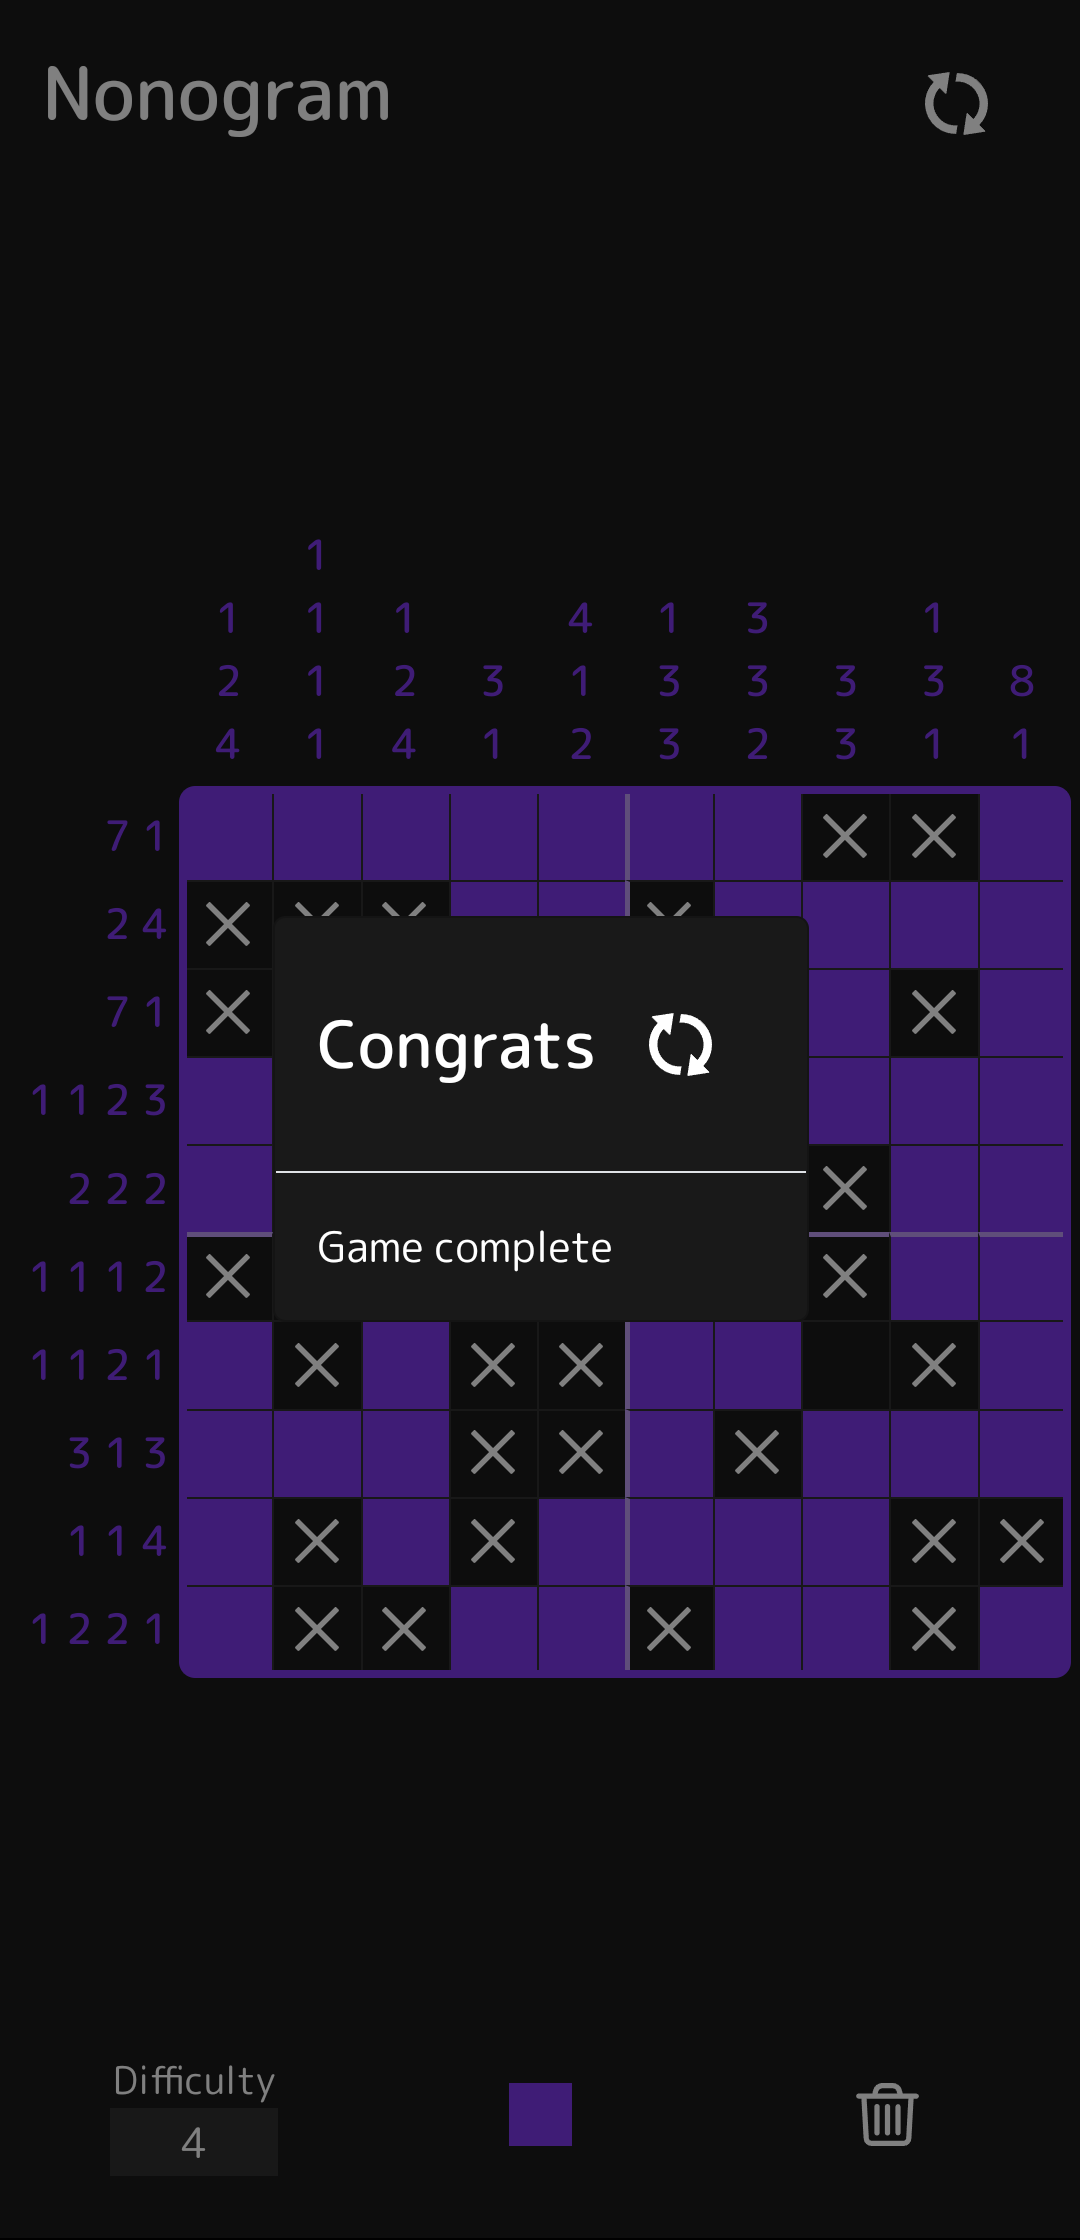 Nonogram
1
1 1 1 4 1 3 1
2 1 2 3 1 3 3 3 3 8
4 1 4 1 2 3 2 3 1 1
7 1
2 4
7 1
Congrats
1 1 2 3
2 2 2
Game complete
1 1 1 2
1 1 2 1
3 1 3
1 1 4
1 2 2 1
Difficulty
4